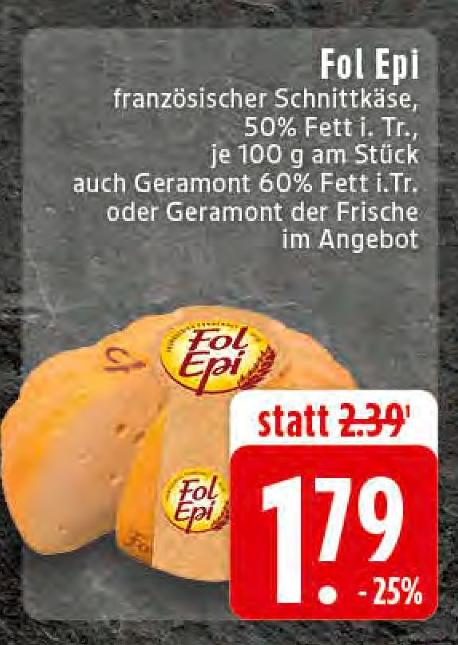 Fol Epi
französischer Schnittkäse,
50% Fett i. Tr.,
je 100 g am Stück
auch Geramont 60% Fett i.Tr.
oder Geramont der Frische
im Angebot
Fol
Epi
Fol
Epi
statt 2.39¹
1.79
- 25%